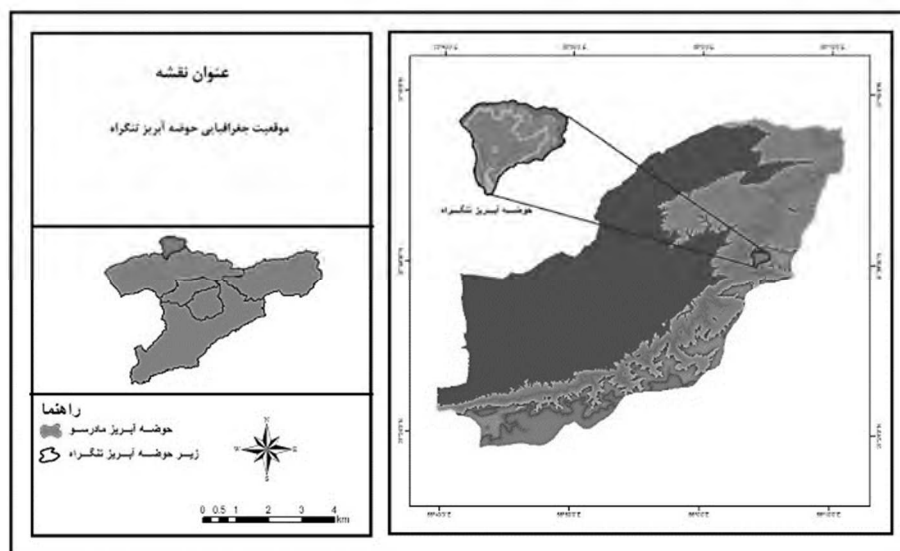 عنوان نقشه
موقعیت جغرافیایی حوضه آبریز تنگراه
راهنما
حوضه آبریز مادرسو
زیر حوضه آبریز تنگراه
N
W E
S
0 0.5 1 2 3 4
km
حوضه آبریز تنگراه